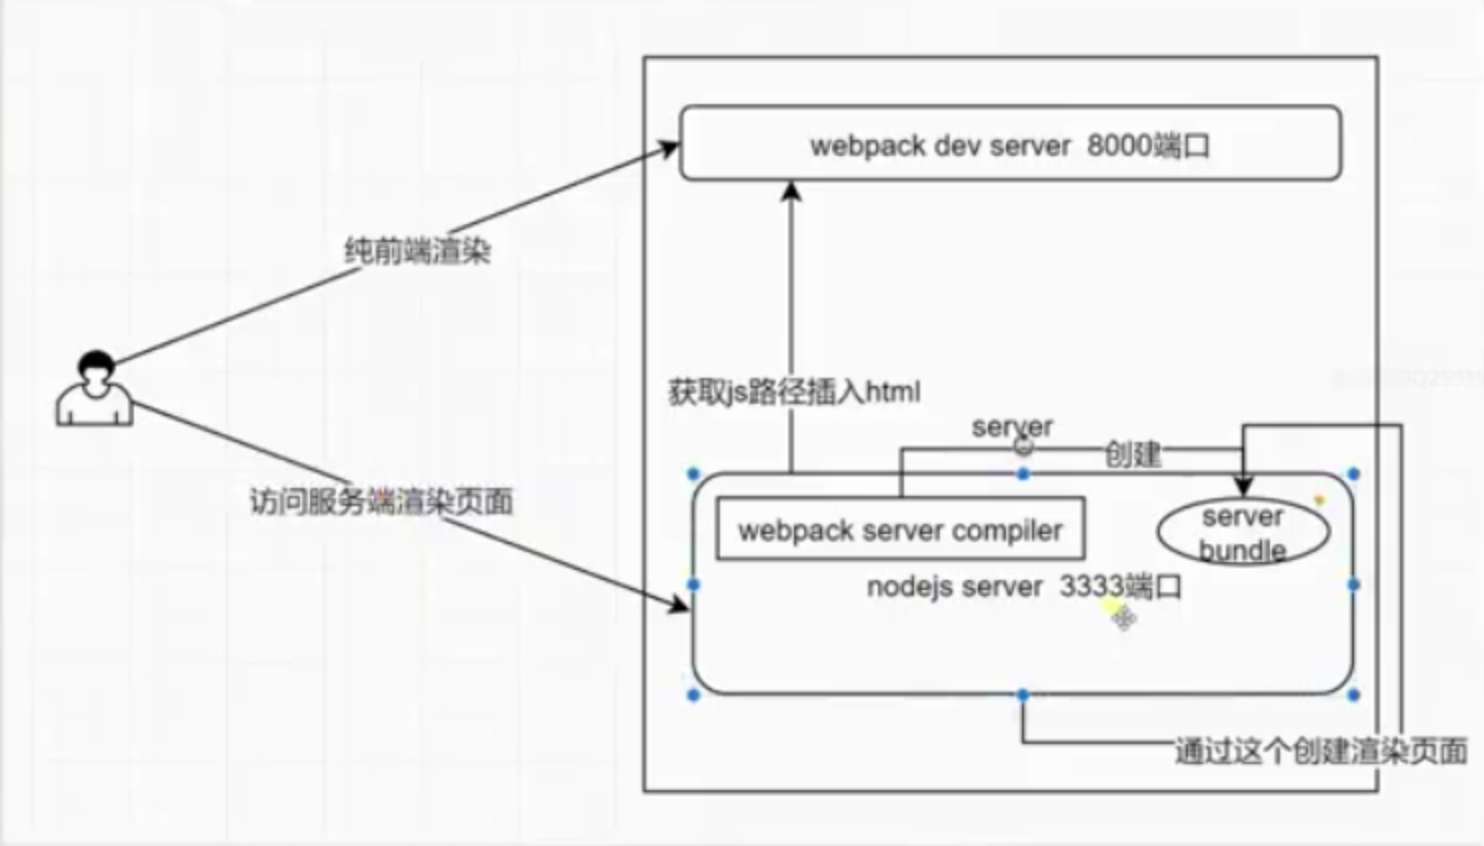 webpack dev server 8000端口
纯前端渲染
获取js路径插入html
server
创建
访问服务端渲染页面
webpack server compiler
server
bundle
nodejs server 3333端口
通过这个创建渲染页面